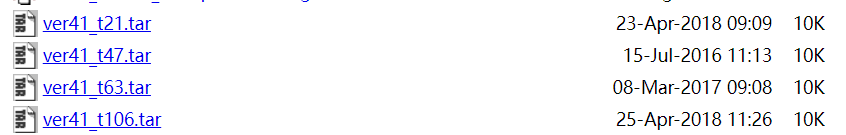 ver41_t21.tar 23-Apr-2018 09:09 10K
ver41_t47.tar 15-Jul-2016 11:13 10K
ver41_t63.tar 08-Mar-2017 09:08 10K
ver41_t106.tar 25-Apr-2018 11:26 10K